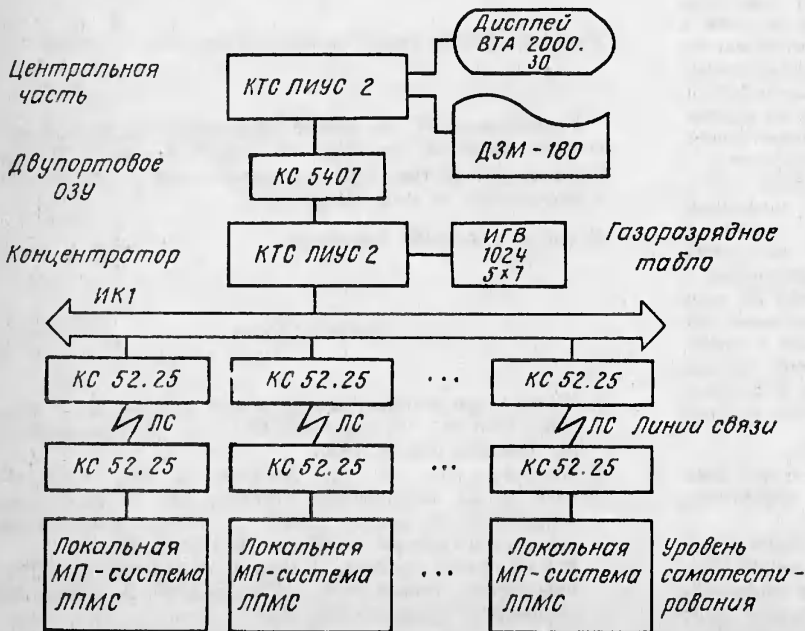 Дисплей
ВТА 2000.
30
Центральная
часть
КТС ЛИУС 2
ДЗМ-180
Двупортовое
ОЗУ
КС 5407
Концентратор
КТС ЛИУС 2
ИГВ
1024
5×7
Газоразрядное
табло
ИК1
КС 52.25
КС 52.25
...
КС 52.25
ЛС
ЛС
ЛС Линии связи
КС 52.25
КС 52.25
...
КС 52.25
Локальная
МП-система
ЛПМС
Локальная
МП-система
ЛПМС
...
Локальная
МП-система
ЛПМС
Уровень
самотести-
рования